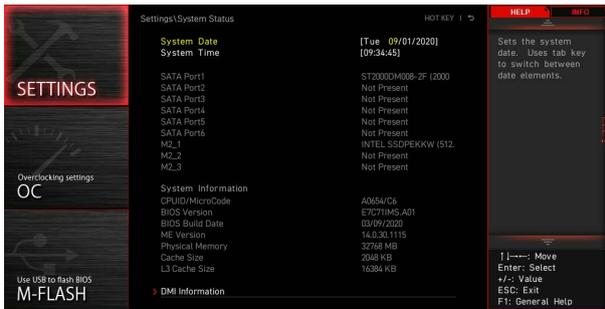 Settings\System Status
HOT KEY | ⮌
HELP
INFO
SETTINGS
Overclocking settings
OC
Use USB to flash BIOS
M-FLASH
System Date [Tue 09/01/2020]
System Time [09:34:45]
SATA Port1 ST2000DM008-2F (2000
SATA Port2 Not Present
SATA Port3 Not Present
SATA Port4 Not Present
SATA Port5 Not Present
SATA Port6 Not Present
M2_1 INTEL SSDPEKKW (512.
M2_2 Not Present
M2_3 Not Present
System Information
CPUID/MicroCode A0654/C6
BIOS Version E7C71IMS.A01
BIOS Build Date 03/09/2020
ME Version 14.0.30.1115
Physical Memory 32768 MB
Cache Size 2048 KB
L3 Cache Size 16384 KB
> DMI Information
Sets the system
date. Uses tab key
to switch between
date elements.
↑↓→←: Move
Enter: Select
+/-: Value
ESC: Exit
F1: General Help